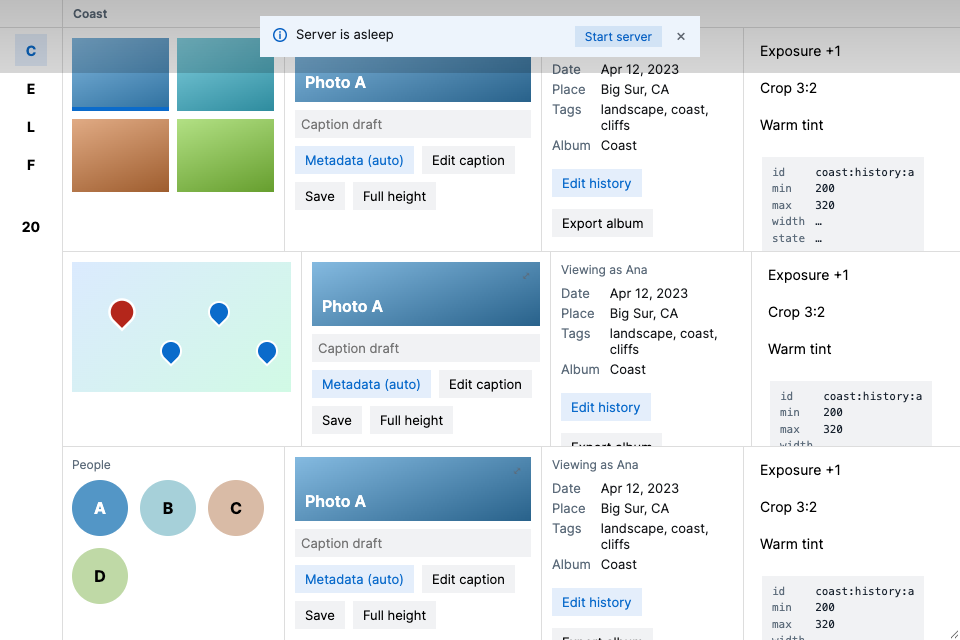 Coast
Server is asleep
Start server
C
E
L
F
20
Photo A
Caption draft
Metadata (auto)
Edit caption
Save
Full height
Date Apr 12, 2023
Place Big Sur, CA
Tags landscape, coast,
cliffs
Album Coast
Edit history
Export album
Exposure +1
Crop 3:2
Warm tint
id coast:history:a
min 200
max 320
width …
state …
Photo A
Caption draft
Metadata (auto)
Edit caption
Save
Full height
Viewing as Ana
Date Apr 12, 2023
Place Big Sur, CA
Tags landscape, coast,
cliffs
Album Coast
Edit history
Export album
Exposure +1
Crop 3:2
Warm tint
id coast:history:a
min 200
max 320
width
People
A
B
C
D
Photo A
Caption draft
Metadata (auto)
Edit caption
Save
Full height
Viewing as Ana
Date Apr 12, 2023
Place Big Sur, CA
Tags landscape, coast,
cliffs
Album Coast
Edit history
Export album
Exposure +1
Crop 3:2
Warm tint
id coast:history:a
min 200
max 320
width